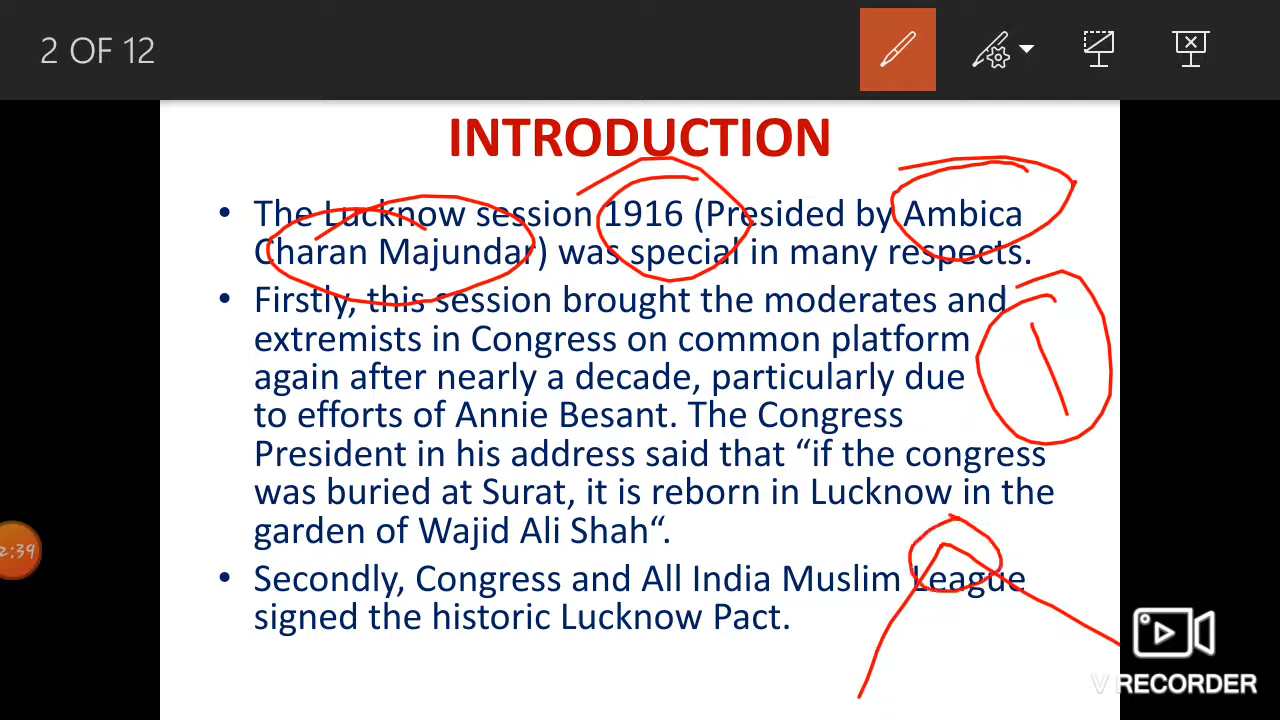 2 OF 12
INTRODUCTION
• The Lucknow session 1916 (Presided by Ambica
Charan Majundar) was special in many respects.
• Firstly, this session brought the moderates and
extremists in Congress on common platform
again after nearly a decade, particularly due
to efforts of Annie Besant. The Congress
President in his address said that “if the congress
was buried at Surat, it is reborn in Lucknow in the
garden of Wajid Ali Shah“.
• Secondly, Congress and All India Muslim League
signed the historic Lucknow Pact.
2:39
V RECORDER